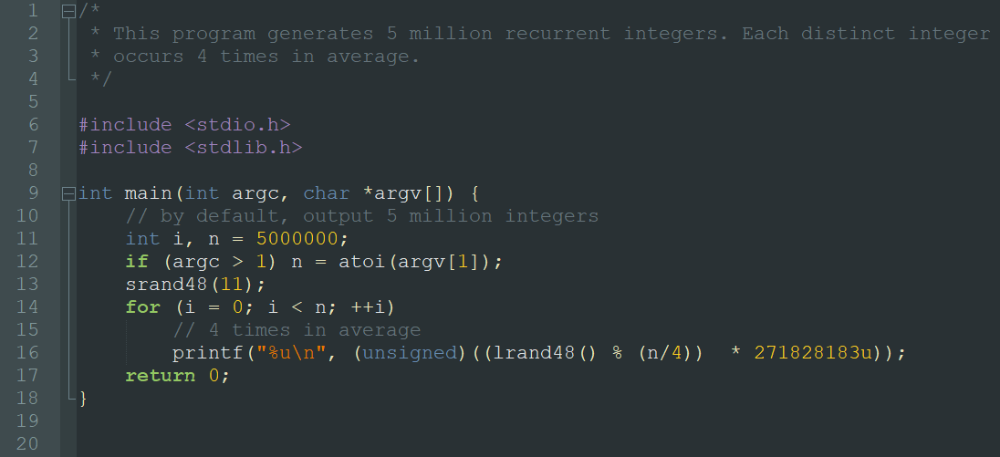 1 /*
2 * This program generates 5 million recurrent integers. Each distinct integer
3 * occurs 4 times in average.
4 */
5
6 #include <stdio.h>
7 #include <stdlib.h>
8
9 int main(int argc, char *argv[]) {
10 // by default, output 5 million integers
11 int i, n = 5000000;
12 if (argc > 1) n = atoi(argv[1]);
13 srand48(11);
14 for (i = 0; i < n; ++i)
15 // 4 times in average
16 printf("%u\n", (unsigned)((lrand48() % (n/4))  * 271828183u));
17 return 0;
18 }
19
20